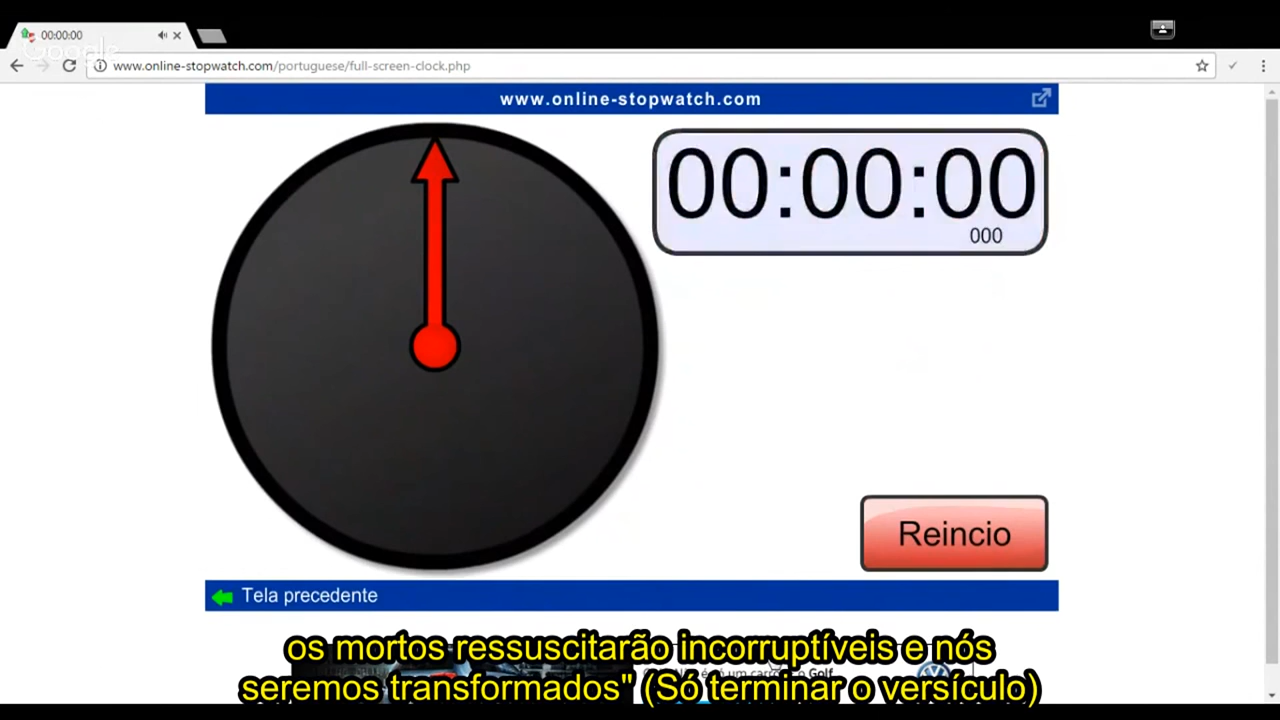 00:00:00
Google
www.online-stopwatch.com/portuguese/full-screen-clock.php
www.online-stopwatch.com
00:00:00
000
Reincio
Tela precedente
os mortos ressuscitarão incorruptíveis e nós
seremos transformados" (Só terminar o versículo)